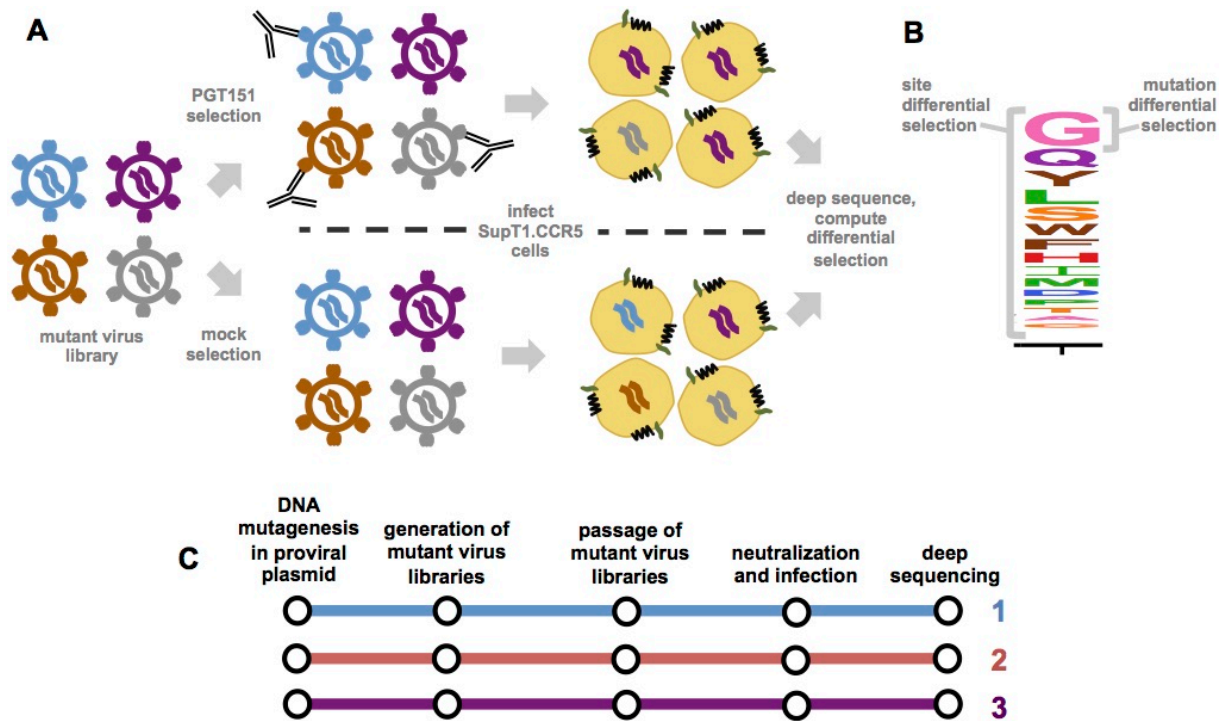 A
PGT151
selection
mutant virus
library
mock
selection
infect
SupT1.CCR5
cells
deep sequence,
compute
differential
selection
B
site
differential
selection
mutation
differential
selection
G
Q
Y
L
S
W
F
H
I
M
D
C
DNA
mutagenesis
in proviral
plasmid
generation of
mutant virus
libraries
passage of
mutant virus
libraries
neutralization
and infection
deep
sequencing
1
2
3